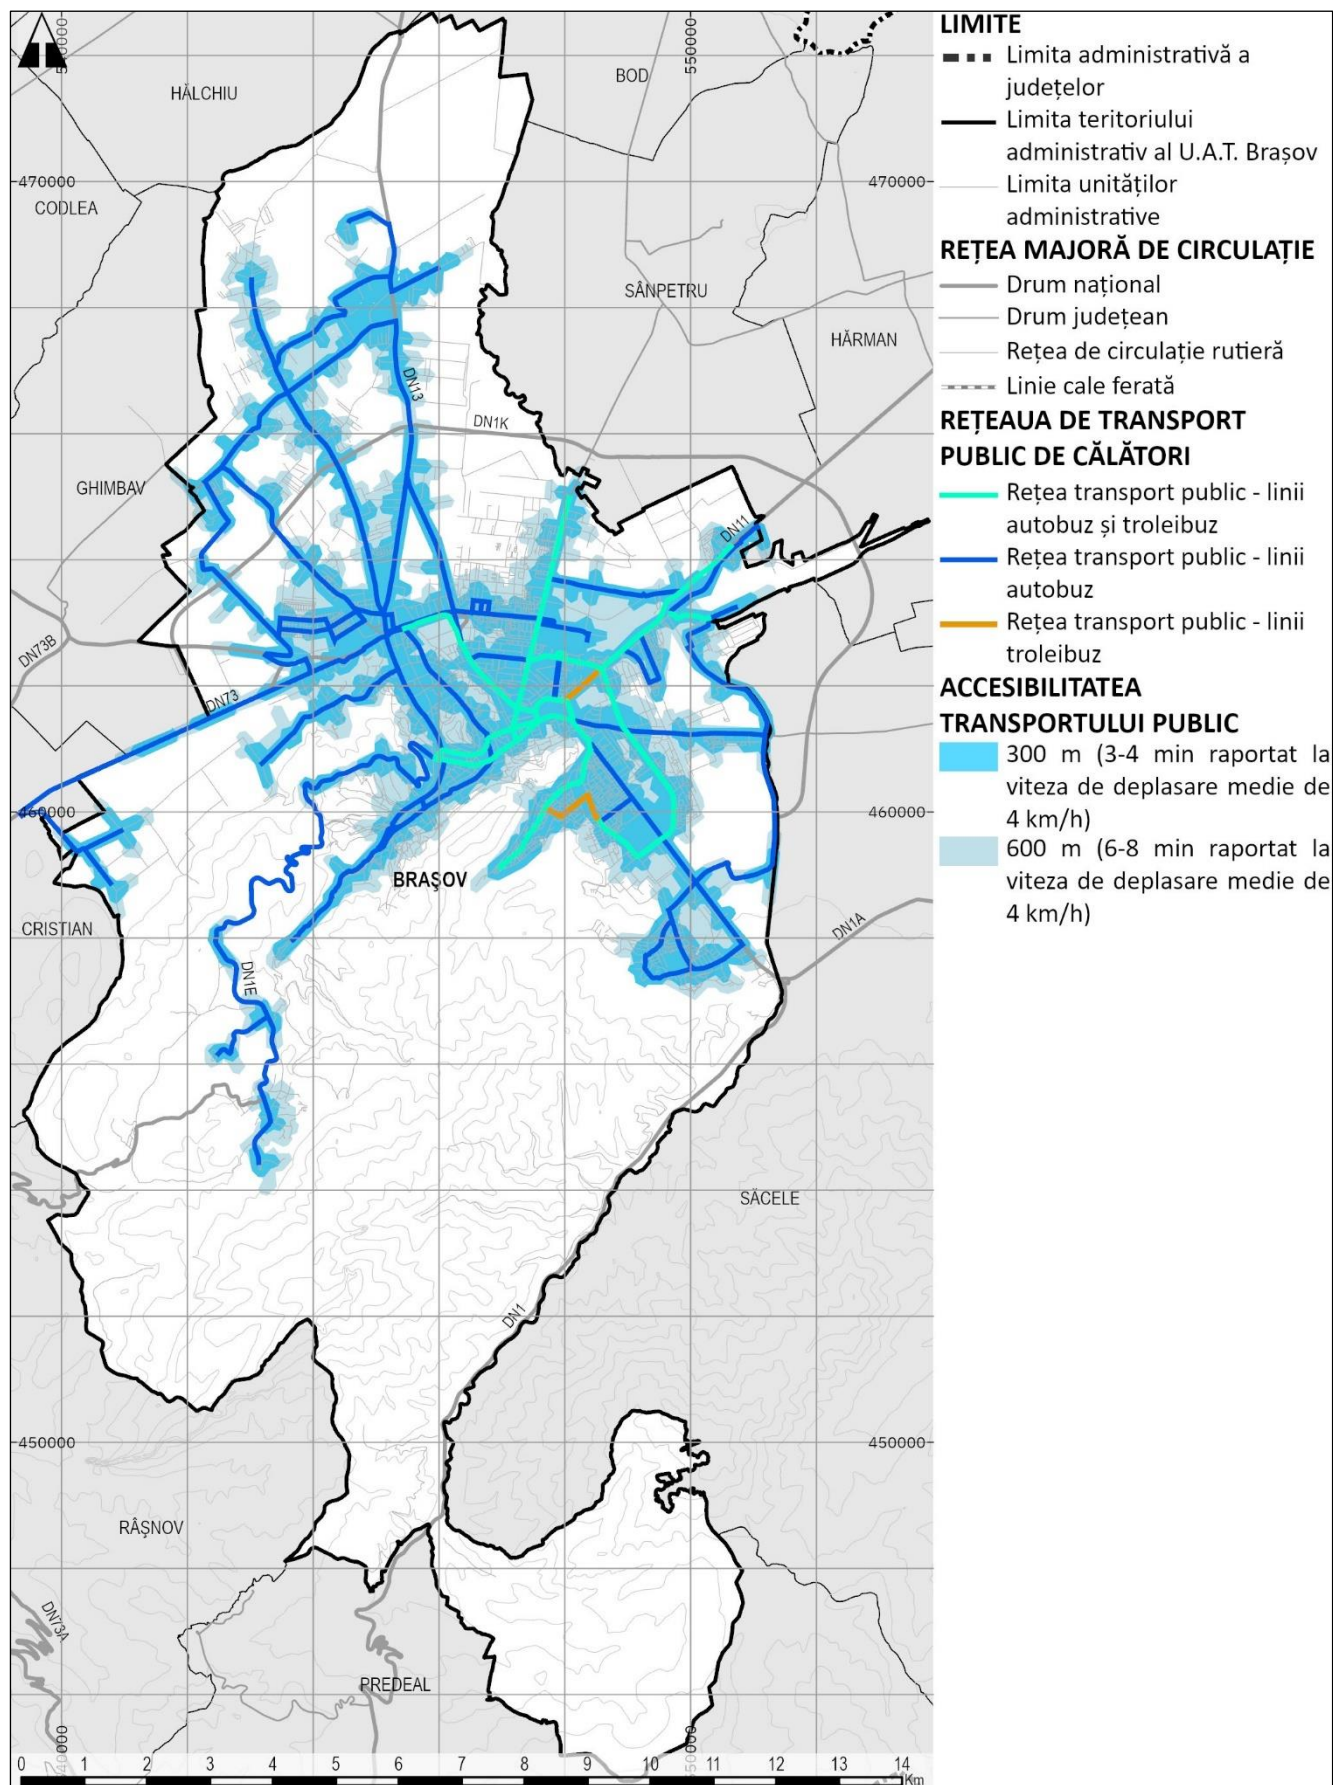 540000
550000
HĂLCHIU
BOD
470000
470000
CODLEA
SÂNPETRU
HĂRMAN
DN13
DN1K
GHIMBAV
DN11
DN73B
DN73
460000
460000
BRAȘOV
CRISTIAN
DN1E
DN1A
SĂCELE
DN1
450000
450000
RÂȘNOV
DN73A
PREDEAL
0 1 2 3 4 5 6 7 8 9 10 11 12 13 14
Km
LIMITE
Limita administrativă a
județelor
Limita teritoriului
administrativ al U.A.T. Brașov
Limita unităților
administrative
REȚEA MAJORĂ DE CIRCULAȚIE
Drum național
Drum județean
Rețea de circulație rutieră
Linie cale ferată
REȚEAUA DE TRANSPORT
PUBLIC DE CĂLĂTORI
Rețea transport public - linii
autobuz și troleibuz
Rețea transport public - linii
autobuz
Rețea transport public - linii
troleibuz
ACCESIBILITATEA
TRANSPORTULUI PUBLIC
300 m (3-4 min raportat la
viteza de deplasare medie de
4 km/h)
600 m (6-8 min raportat la
viteza de deplasare medie de
4 km/h)